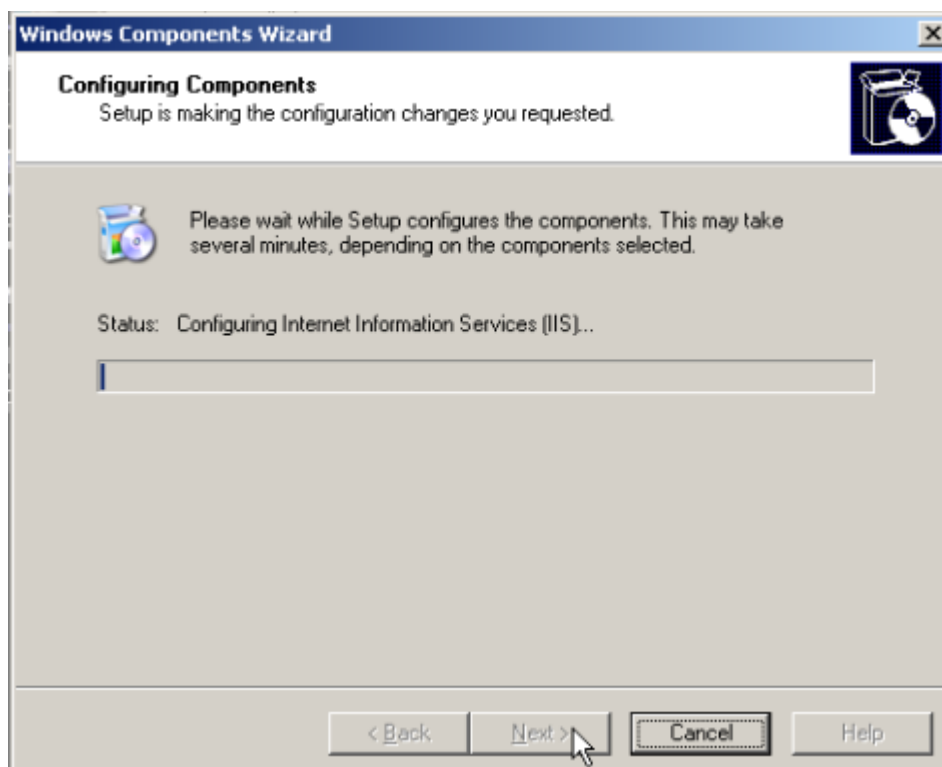 Windows Components Wizard
Configuring Components
Setup is making the configuration changes you requested.
Please wait while Setup configures the components. This may take
several minutes, depending on the components selected.
Status: Configuring Internet Information Services (IIS)...
< Back Next > Cancel Help